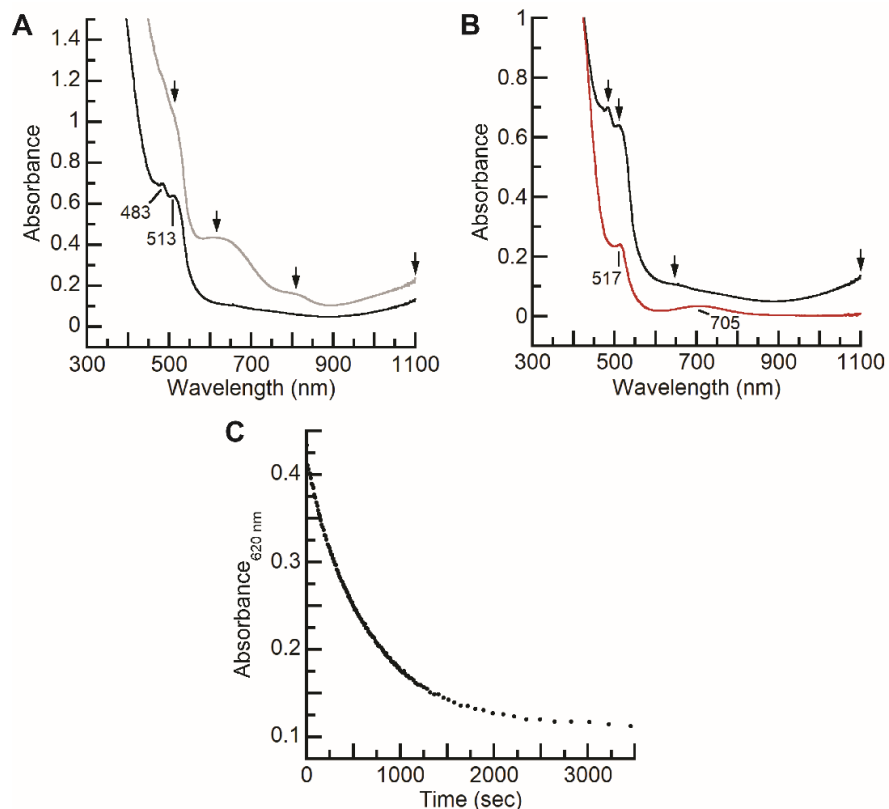 A
1.4
1.2
1
0.8
0.6
0.4
0.2
0
483
513
300 500 700 900 1100
Wavelength (nm)
Absorbance
B
1
0.8
0.6
0.4
0.2
0
517
705
300 500 700 900 1100
Wavelength (nm)
Absorbance
C
0.4
0.3
0.2
0.1
0 1000 2000 3000
Time (sec)
Absorbance620 nm